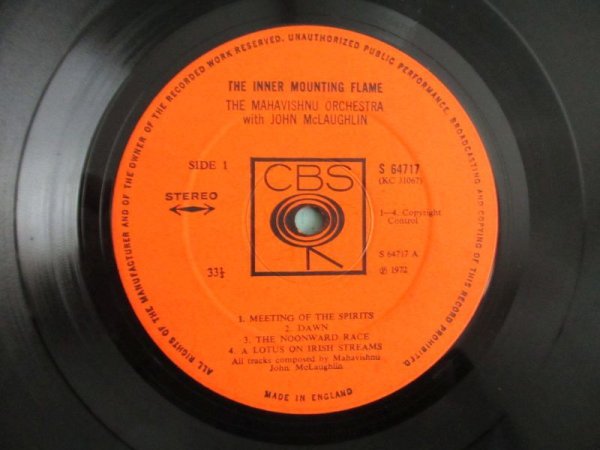 ALL RIGHTS OF THE MANUFACTURER AND OF THE OWNER OF THE RECORDED WORK RESERVED. UNAUTHORIZED PUBLIC PERFORMANCE, BROADCASTING AND COPYING OF THIS RECORD PROHIBITED.
THE INNER MOUNTING FLAME
THE MAHAVISHNU ORCHESTRA
with JOHN McLAUGHLIN
SIDE 1
CBS
S 64717
(KC 31067)
STEREO
1—4. Copyright
Control
S 64717 A
33⅓
℗ 1972
1. MEETING OF THE SPIRITS
2. DAWN
3. THE NOONWARD RACE
4. A LOTUS ON IRISH STREAMS
All tracks composed by Mahavishnu
John McLaughlin
MADE IN ENGLAND